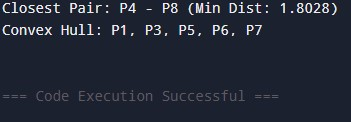 Closest Pair: P4 - P8 (Min Dist: 1.8028)
Convex Hull: P1, P3, P5, P6, P7
=== Code Execution Successful ===